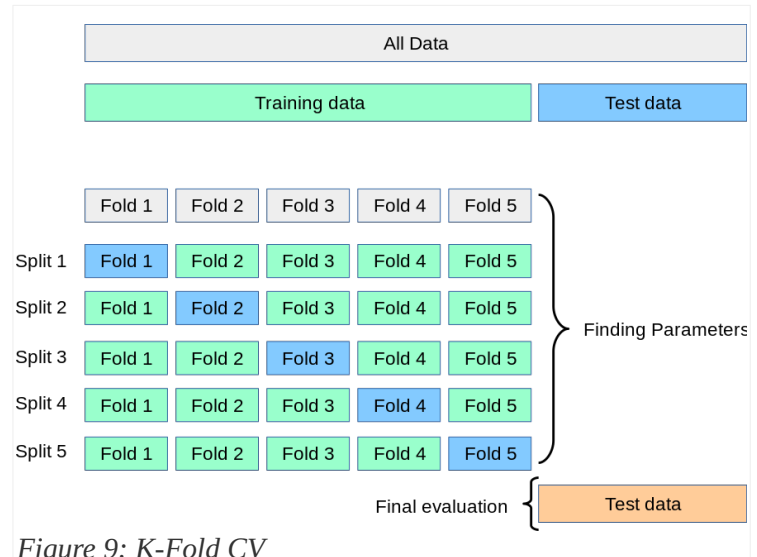 All Data
Training data Test data
Fold 1 Fold 2 Fold 3 Fold 4 Fold 5
Split 1 Fold 1 Fold 2 Fold 3 Fold 4 Fold 5
Split 2 Fold 1 Fold 2 Fold 3 Fold 4 Fold 5
Finding Parameters
Split 3 Fold 1 Fold 2 Fold 3 Fold 4 Fold 5
Split 4 Fold 1 Fold 2 Fold 3 Fold 4 Fold 5
Split 5 Fold 1 Fold 2 Fold 3 Fold 4 Fold 5
Final evaluation Test data
Figure 9: K-Fold CV